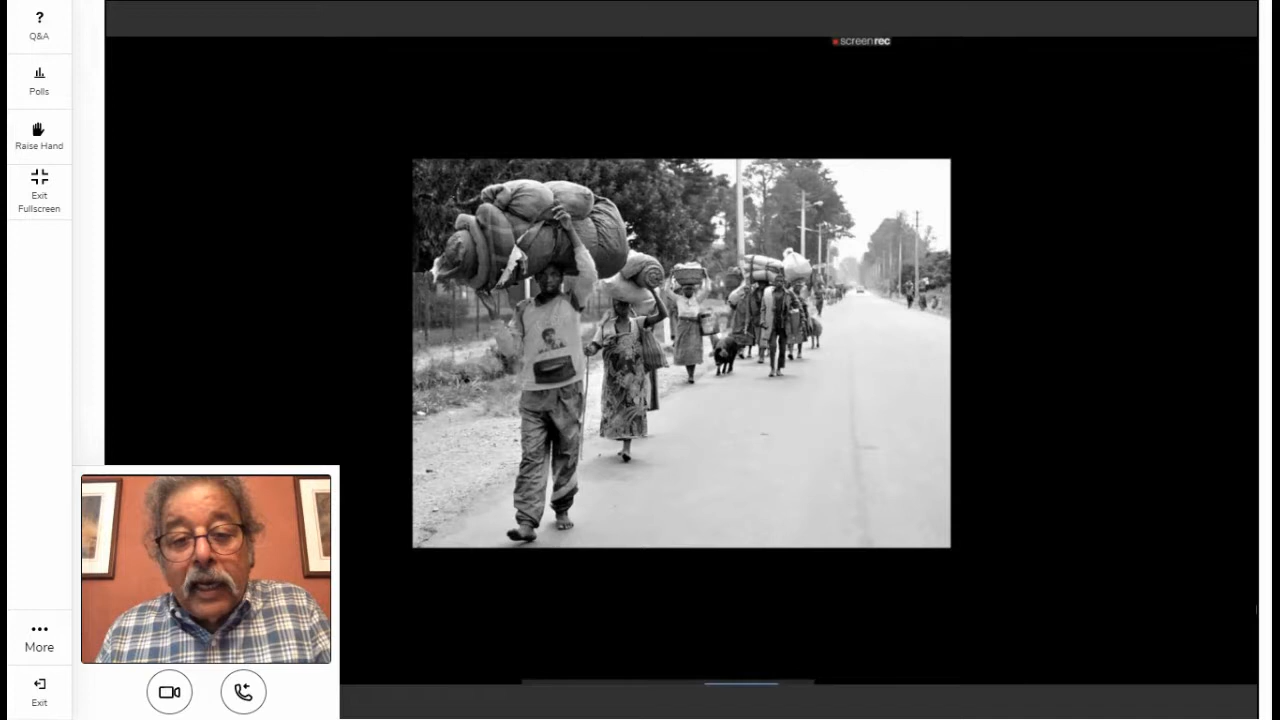 Q&A
Polls
Raise Hand
Exit
Fullscreen
More
Exit
screenrec